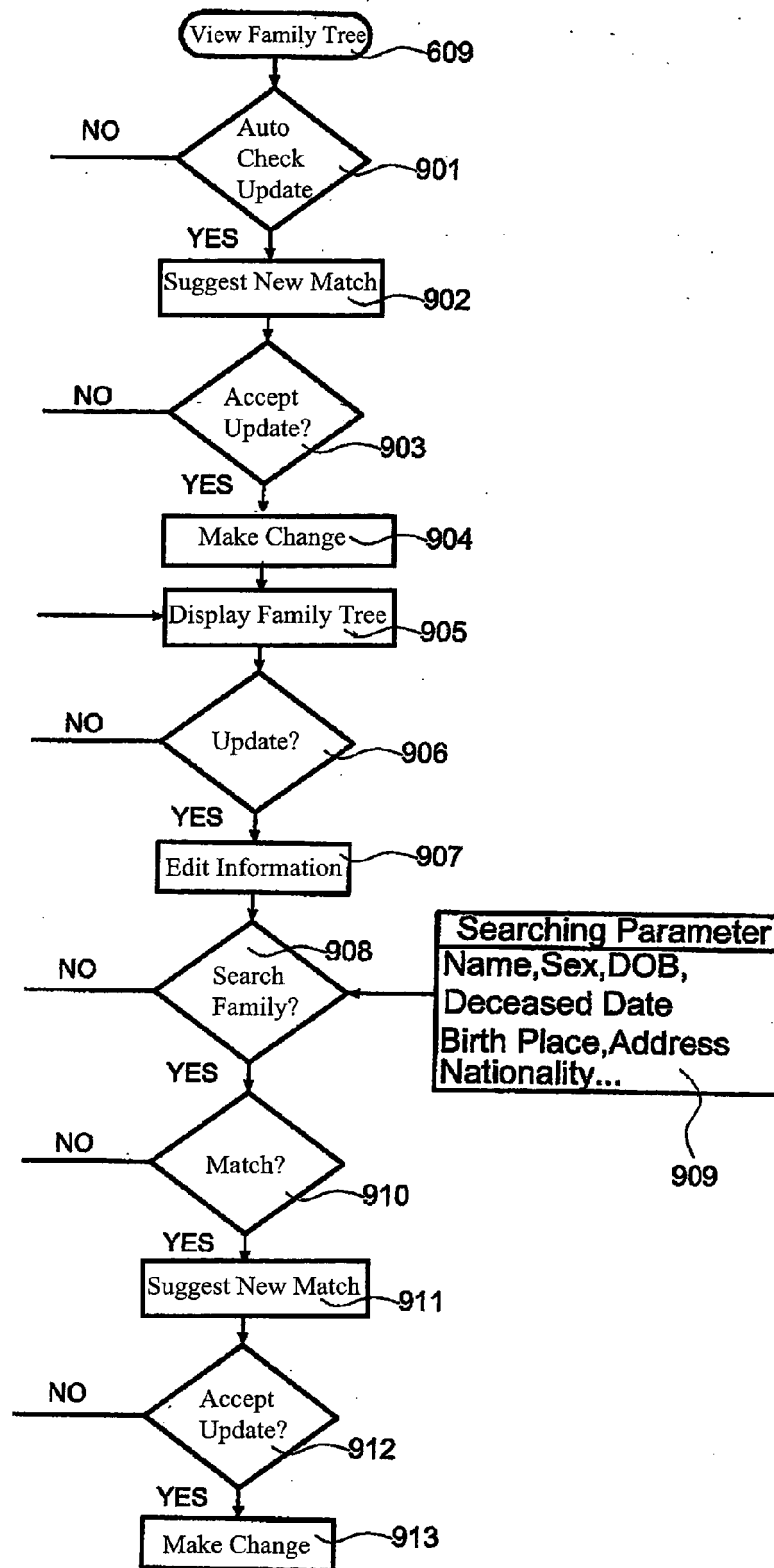 View Family Tree
609
NO
Auto
Check
Update
901
YES
Suggest New Match
902
NO
Accept
Update?
903
YES
Make Change
904
Display Family Tree
905
NO
Update?
906
YES
Edit Information
907
908
NO
Search
Family?
Searching Parameter
Name,Sex,DOB,
Deceased Date
Birth Place,Address
Nationality...
909
YES
NO
Match?
910
YES
Suggest New Match
911
NO
Accept
Update?
912
YES
Make Change
913